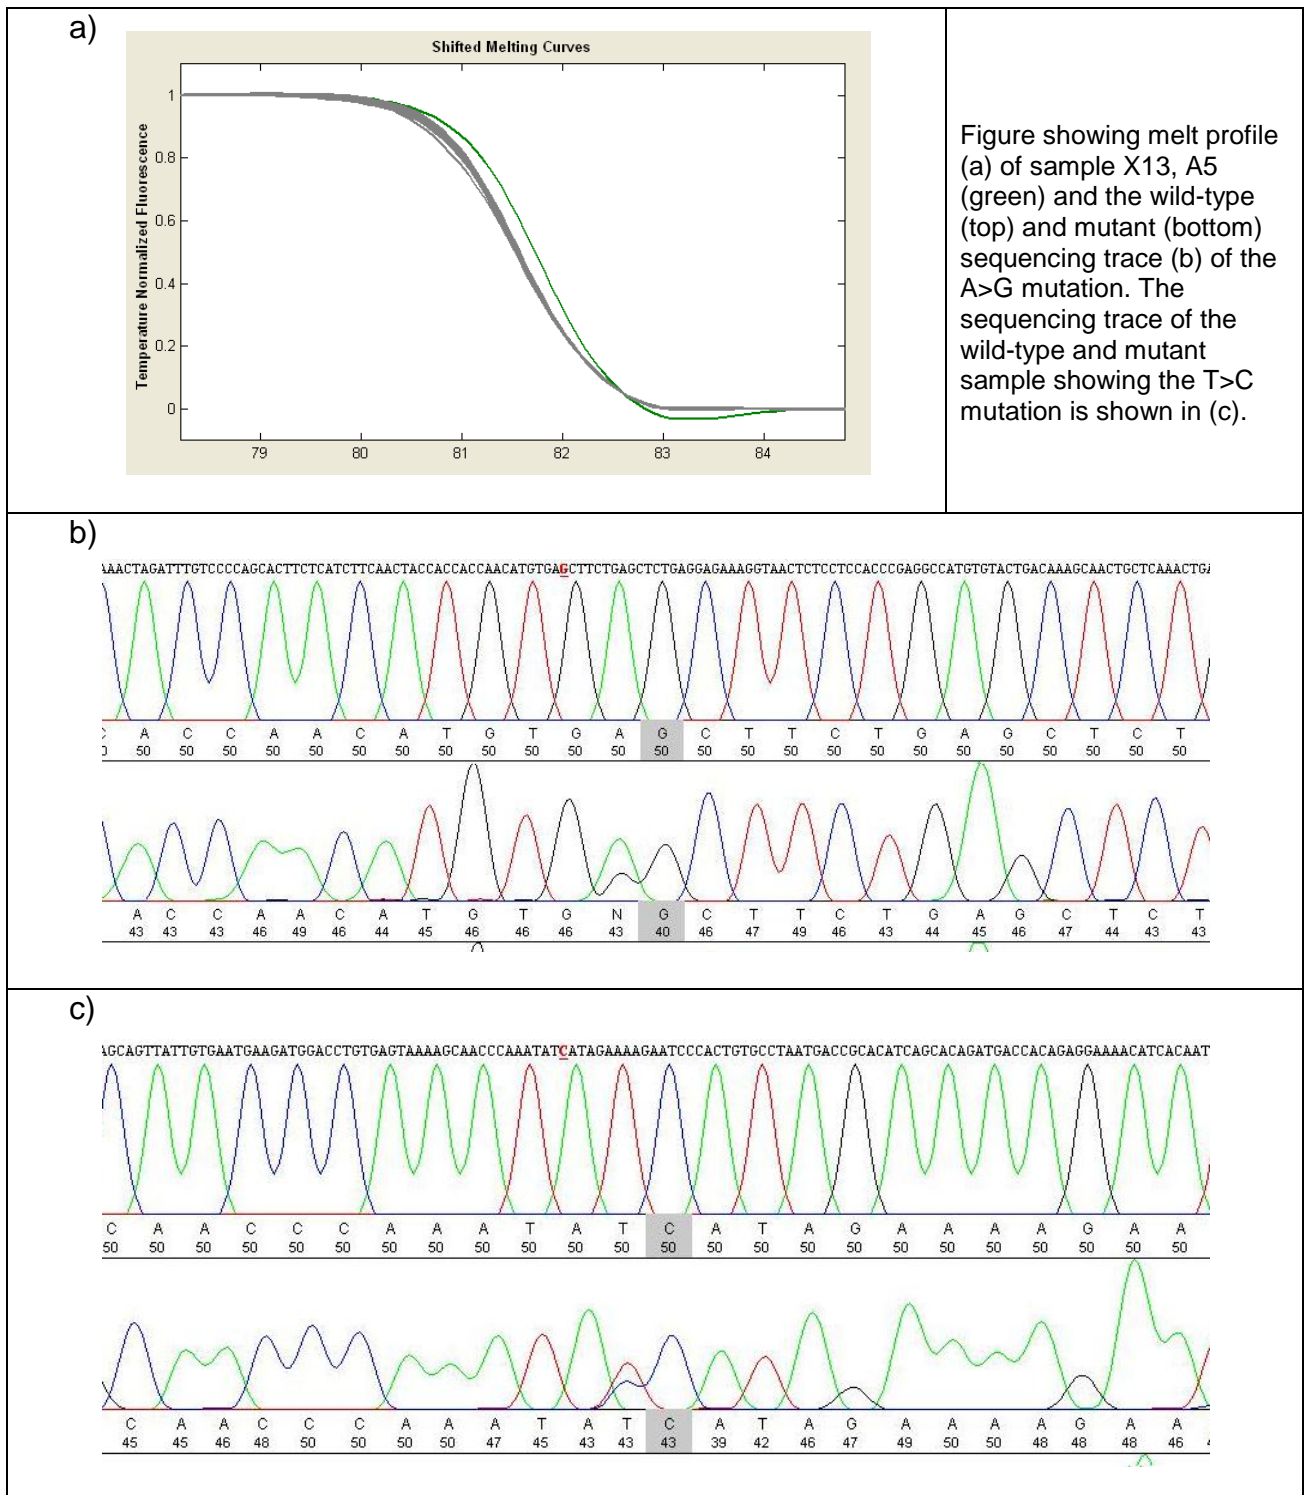 a)
Shifted Melting Curves
Temperature Normalized Fluorescence
1
0.8
0.6
0.4
0.2
0
79 80 81 82 83 84
Figure showing melt profile
(a) of sample X13, A5
(green) and the wild-type
(top) and mutant (bottom)
sequencing trace (b) of the
A>G mutation. The
sequencing trace of the
wild-type and mutant
sample showing the T>C
mutation is shown in (c).
b)
AAACTAGATTTGTCCCCAGCACTTCTCATCTTCAACTACCACCACCAACATGTGAGCTTCTGAGCTCTGAGGAGAAAGGTAACTCTCCTCCACCCGAGGCCATGTGTACTGACAAAGCAACTGCTCAAACTGA
C A C C A A C A T G T G A G C T T C T G A G C T C T
0 50 50 50 50 50 50 50 50 50 50 50 50 50 50 50 50 50 50 50 50 50 50 50 50 50
A C C A A C A T G T G N G C T T C T G A G C T C T
43 43 43 46 49 46 44 45 46 46 46 43 40 46 47 49 46 43 44 45 46 47 44 43 43
c)
AGCAGTTATTGTGAATGAAGATGGACCTGTGAGTAAAAGCAACCCAAATATCATAGAAAAGAATCCCACTGTGCCTAATGACCGCACATCAGCACAGATGACCACAGAGGAAAACATCACAAT
C A A C C C A A A T A T C A T A G A A A A G A A
50 50 50 50 50 50 50 50 50 50 50 50 50 50 50 50 50 50 50 50 50 50 50 50
C A A C C C A A A T A T C A T A G A A A A G A A
45 45 46 48 50 50 50 50 47 45 43 43 43 39 42 46 47 49 50 50 48 48 48 46